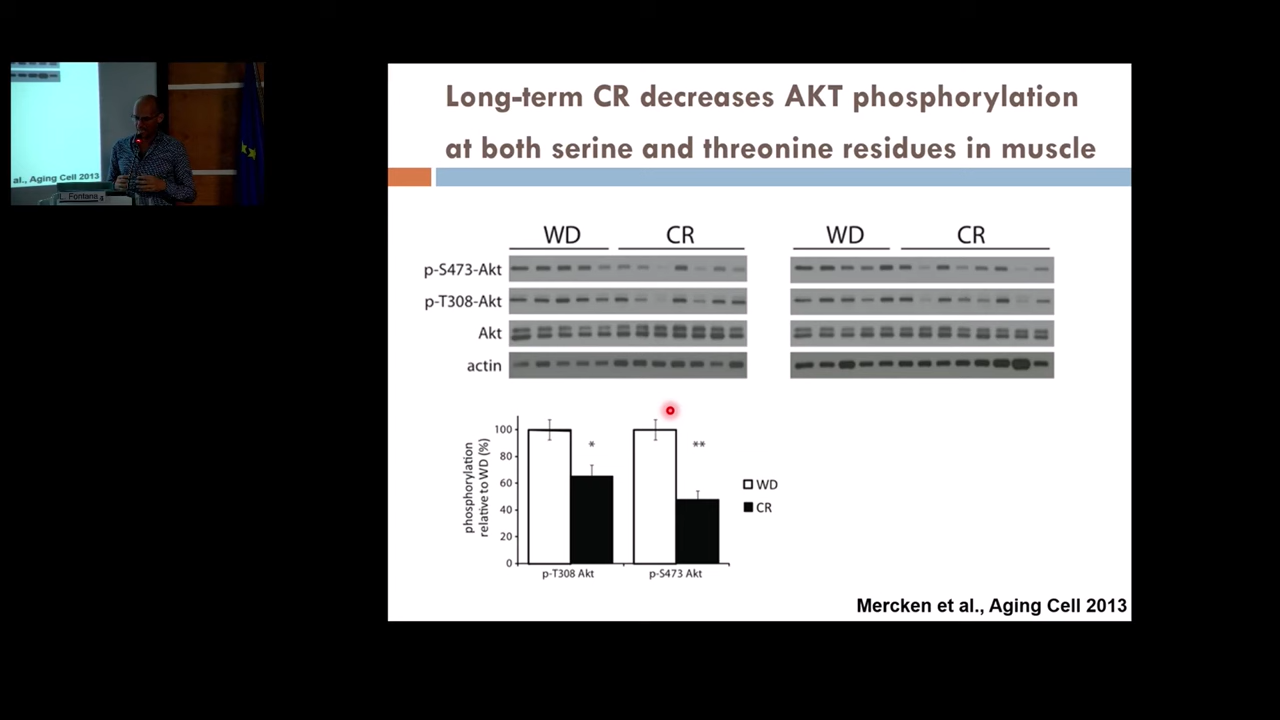 Long-term CR decreases AKT phosphorylation
at both serine and threonine residues in muscle
al., Aging Cell 2013
L. Fontana
WD CR WD CR
p-S473-Akt
p-T308-Akt
Akt
actin
phosphorylation
relative to WD (%)
100
80
60
40
20
0
* **
p-T308 Akt p-S473 Akt
WD
CR
Mercken et al., Aging Cell 2013